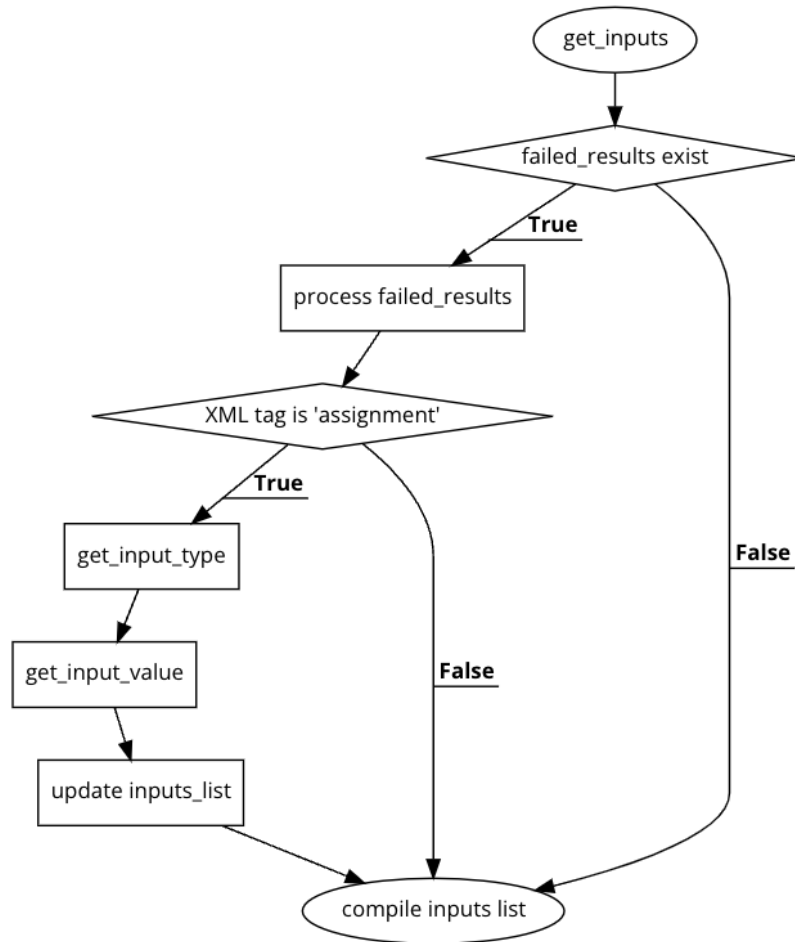 get_inputs
failed_results exist
True
process failed_results
XML tag is 'assignment'
True
get_input_type
False
get_input_value
False
update inputs_list
compile inputs list